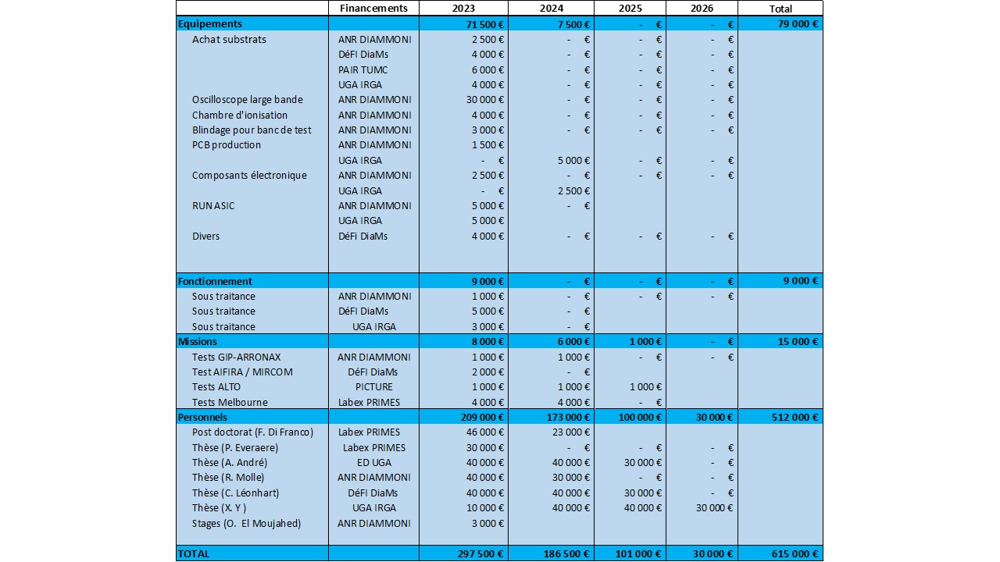 Financements 2023 2024 2025 2026 Total
Equipements 71 500 € 7 500 € - € - € 79 000 €
Achat substrats ANR DIAMMONI 2 500 € - € - € - €
DéFI DiaMs 4 000 € - € - € - €
PAIR TUMC 6 000 € - € - € - €
UGA IRGA 4 000 € - € - € - €
Oscilloscope large bande ANR DIAMMONI 30 000 € - € - € - €
Chambre d'ionisation ANR DIAMMONI 4 000 € - € - € - €
Blindage pour banc de test ANR DIAMMONI 3 000 € - € - € - €
PCB production ANR DIAMMONI 1 500 €
UGA IRGA - € 5 000 € - € - €
Composants électronique ANR DIAMMONI 2 500 € - € - € - €
UGA IRGA - € 2 500 €
RUN ASIC ANR DIAMMONI 5 000 € - €
UGA IRGA 5 000 €
Divers DéFi DiaMs 4 000 € - € - € - €
Fonctionnement 9 000 € - € - € - € 9 000 €
Sous traitance ANR DIAMMONI 1 000 € - € - € - €
Sous traitance DéFI DiaMs 5 000 € - €
Sous traitance UGA IRGA 3 000 € - €
Missions 8 000 € 6 000 € 1 000 € - € 15 000 €
Tests GIP-ARRONAX ANR DIAMMONI 1 000 € 1 000 € - € - €
Test AIFIRA / MIRCOM DéFI DiaMs 2 000 € - €
Tests ALTO PICTURE 1 000 € 1 000 € 1 000 €
Tests Melbourne Labex PRIMES 4 000 € 4 000 € - €
Personnels 209 000 € 173 000 € 100 000 € 30 000 € 512 000 €
Post doctorat (F. Di Franco) Labex PRIMES 46 000 € 23 000 €
Thèse (P. Everaere) Labex PRIMES 30 000 € - € - € - €
Thèse (A. André) ED UGA 40 000 € 40 000 € 30 000 € - €
Thèse (R. Molle) ANR DIAMMONI 40 000 € 30 000 € - € - €
Thèse (C. Léonhart) DéFI DiaMs 40 000 € 40 000 € 30 000 € - €
Thèse (X. Y ) UGA IRGA 10 000 € 40 000 € 40 000 € 30 000 €
Stages (O. El Moujahed) ANR DIAMMONI 3 000 €
TOTAL 297 500 € 186 500 € 101 000 € 30 000 € 615 000 €